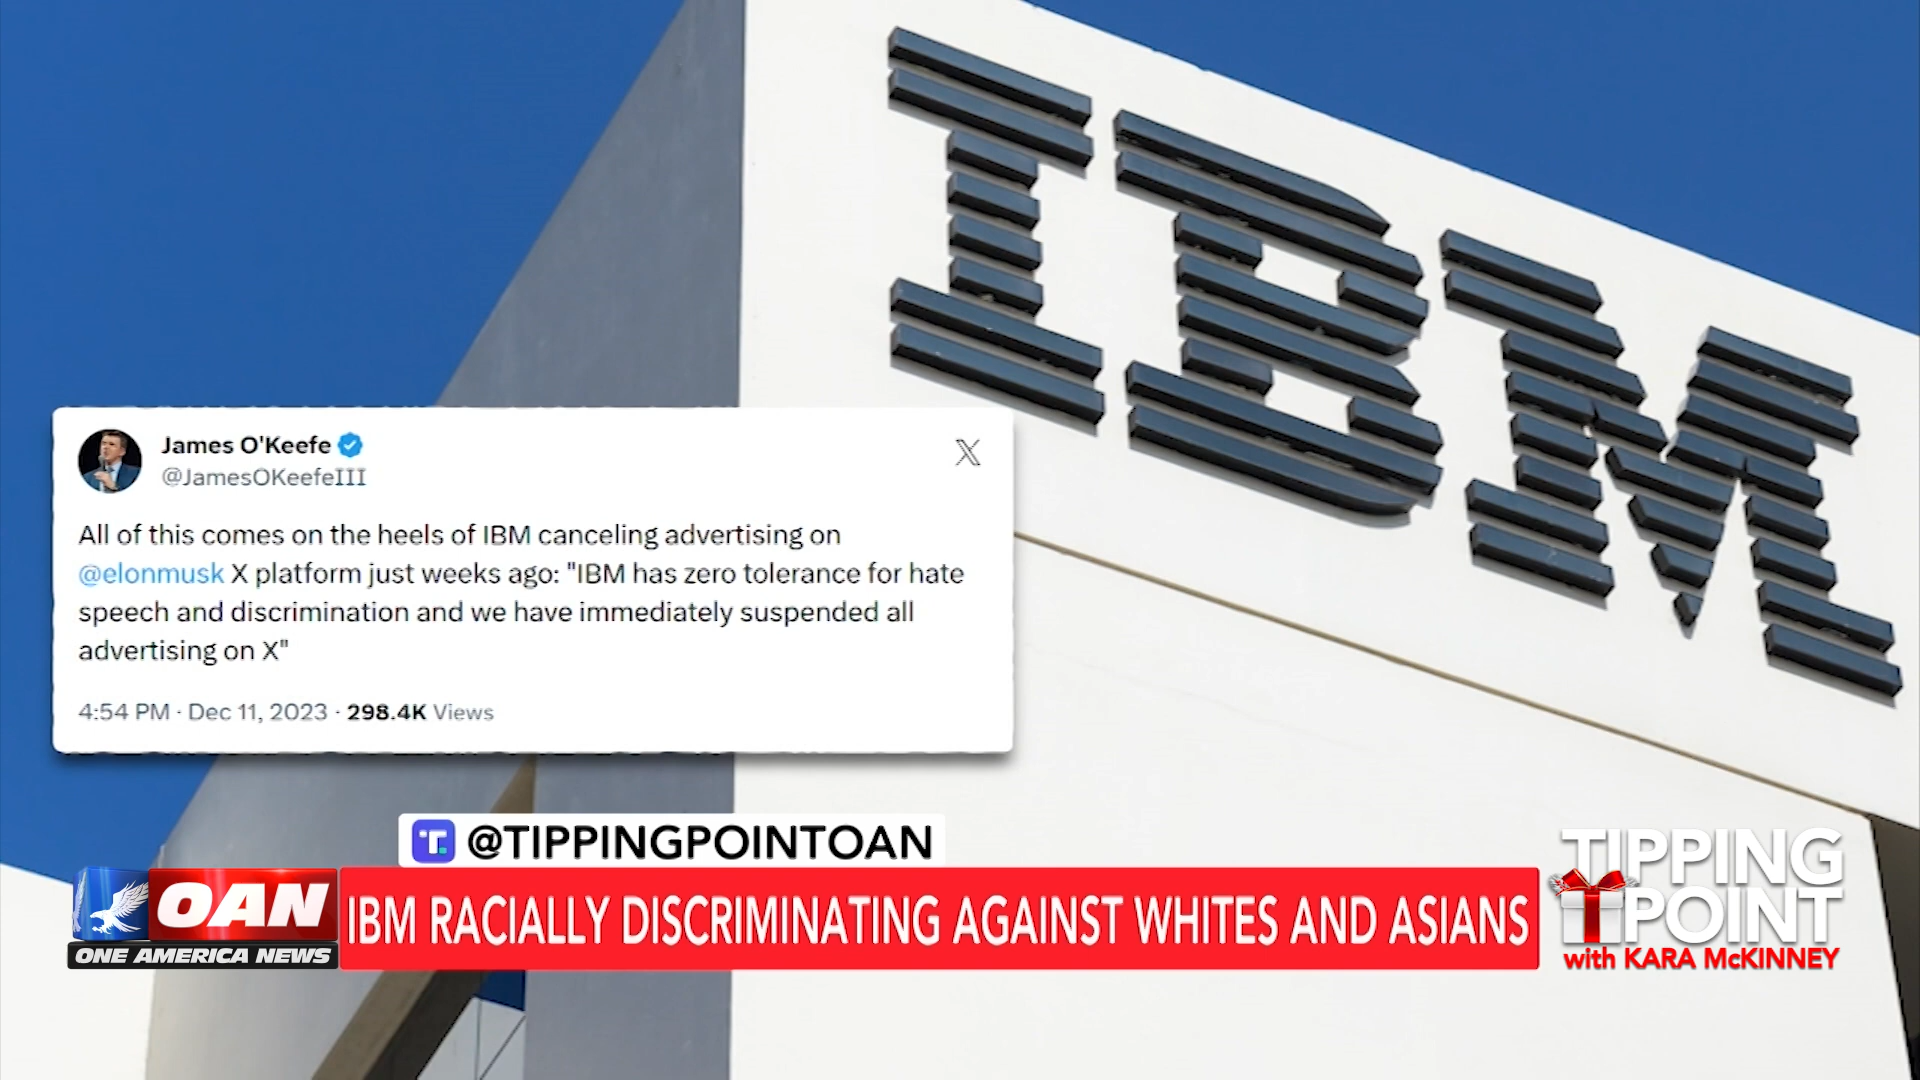 IBM
James O'Keefe
@JamesOKeefeIII
All of this comes on the heels of IBM canceling advertising on
@elonmusk X platform just weeks ago: "IBM has zero tolerance for hate
speech and discrimination and we have immediately suspended all
advertising on X"
4:54 PM · Dec 11, 2023 · 298.4K Views
@TIPPINGPOINTOAN
OAN
ONE AMERICA NEWS
IBM RACIALLY DISCRIMINATING AGAINST WHITES AND ASIANS
TIPPING
POINT
with KARA McKINNEY